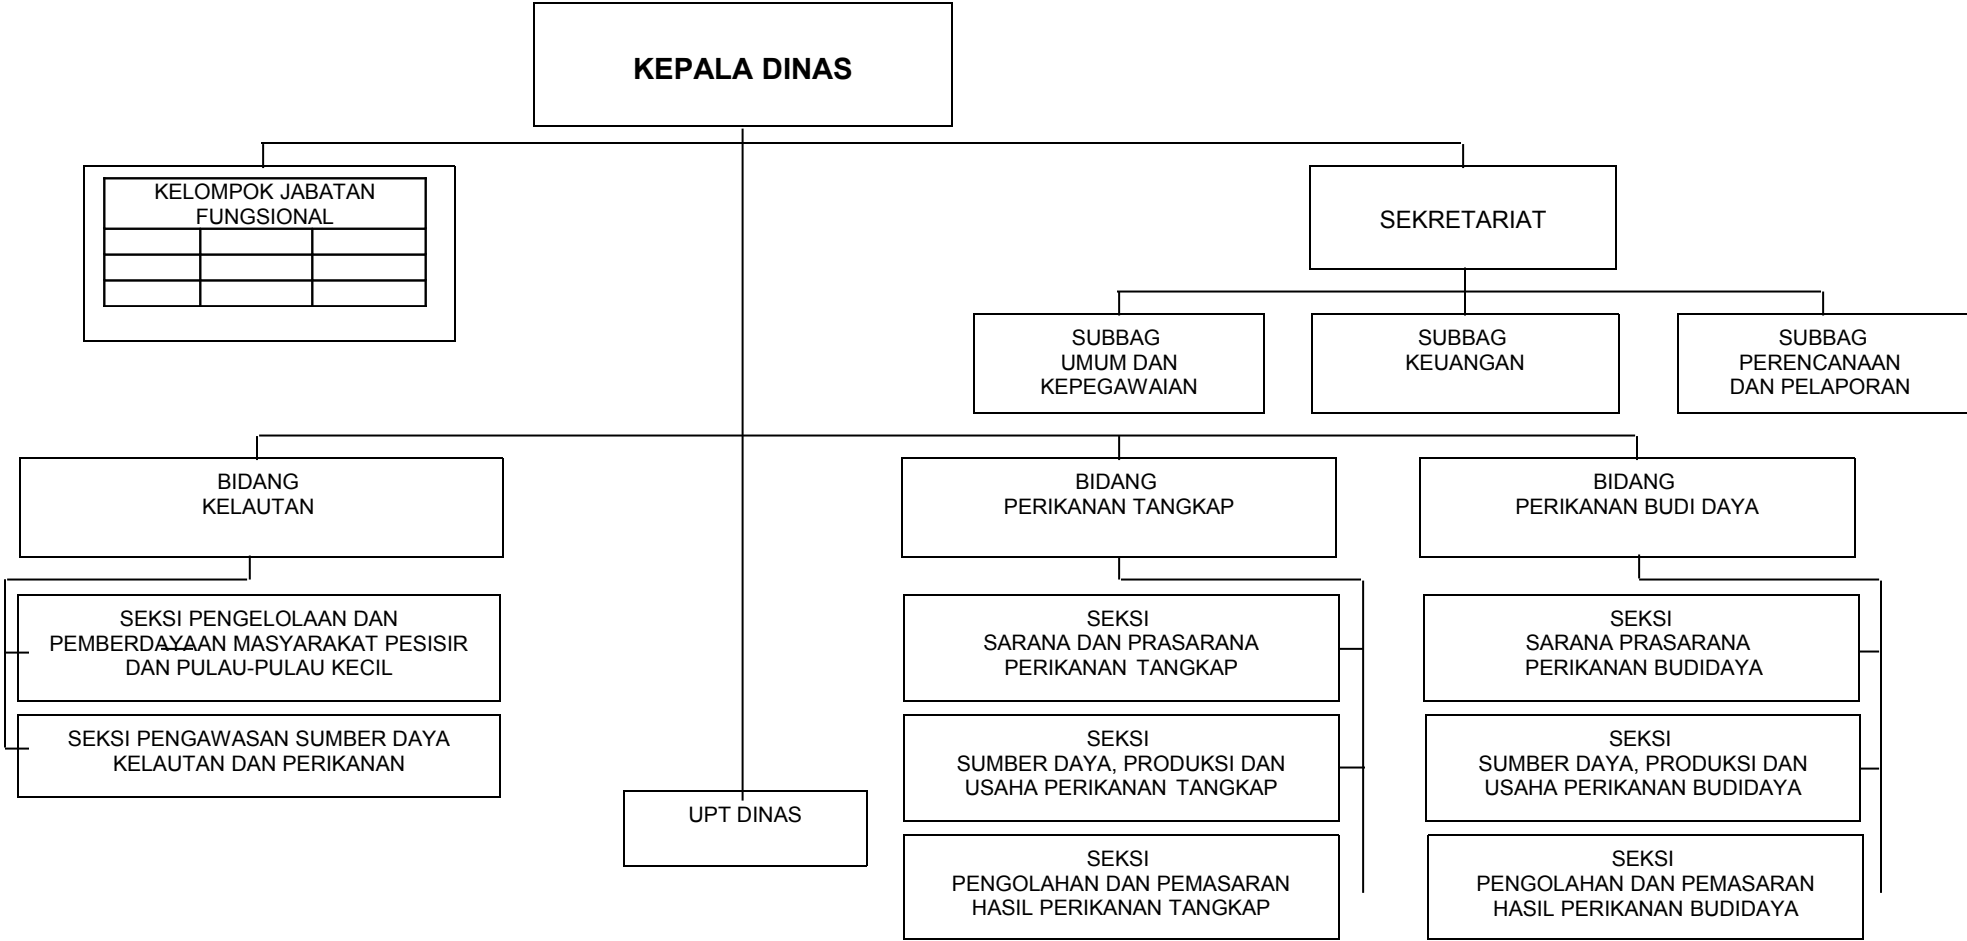 KEPALA DINAS
KELOMPOK JABATAN
FUNGSIONAL
SEKRETARIAT
SUBBAG
UMUM DAN
KEPEGAWAIAN
SUBBAG
KEUANGAN
SUBBAG
PERENCANAAN
DAN PELAPORAN
BIDANG
KELAUTAN
BIDANG
PERIKANAN TANGKAP
BIDANG
PERIKANAN BUDI DAYA
SEKSI PENGELOLAAN DAN
PEMBERDAYAAN MASYARAKAT PESISIR
DAN PULAU-PULAU KECIL
SEKSI PENGAWASAN SUMBER DAYA
KELAUTAN DAN PERIKANAN
UPT DINAS
SEKSI
SARANA DAN PRASARANA
PERIKANAN TANGKAP
SEKSI
SUMBER DAYA, PRODUKSI DAN
USAHA PERIKANAN TANGKAP
SEKSI
PENGOLAHAN DAN PEMASARAN
HASIL PERIKANAN TANGKAP
SEKSI
SARANA PRASARANA
PERIKANAN BUDIDAYA
SEKSI
SUMBER DAYA, PRODUKSI DAN
USAHA PERIKANAN BUDIDAYA
SEKSI
PENGOLAHAN DAN PEMASARAN
HASIL PERIKANAN BUDIDAYA